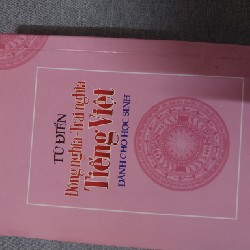 TỪ ĐIỂN
Đồng nghĩa - Trái nghĩa
Tiếng Việt
DÀNH CHO HỌC SINH